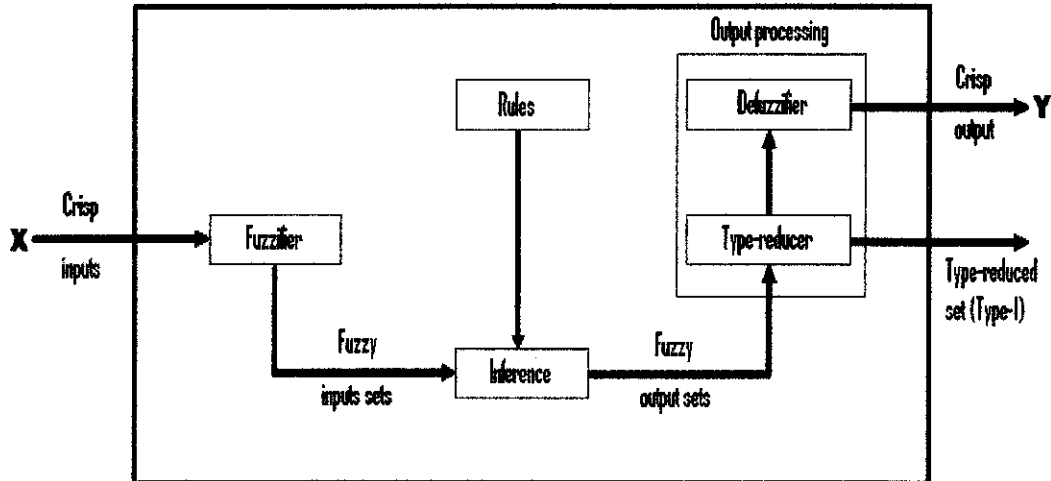 Output processing
Rules
Defuzzifier
Crisp
output
Y
X
Crisp
inputs
Fuzzifier
Type-reducer
Type-reduced
set (Type-1)
Fuzzy
inputs sets
Inference
Fuzzy
output sets